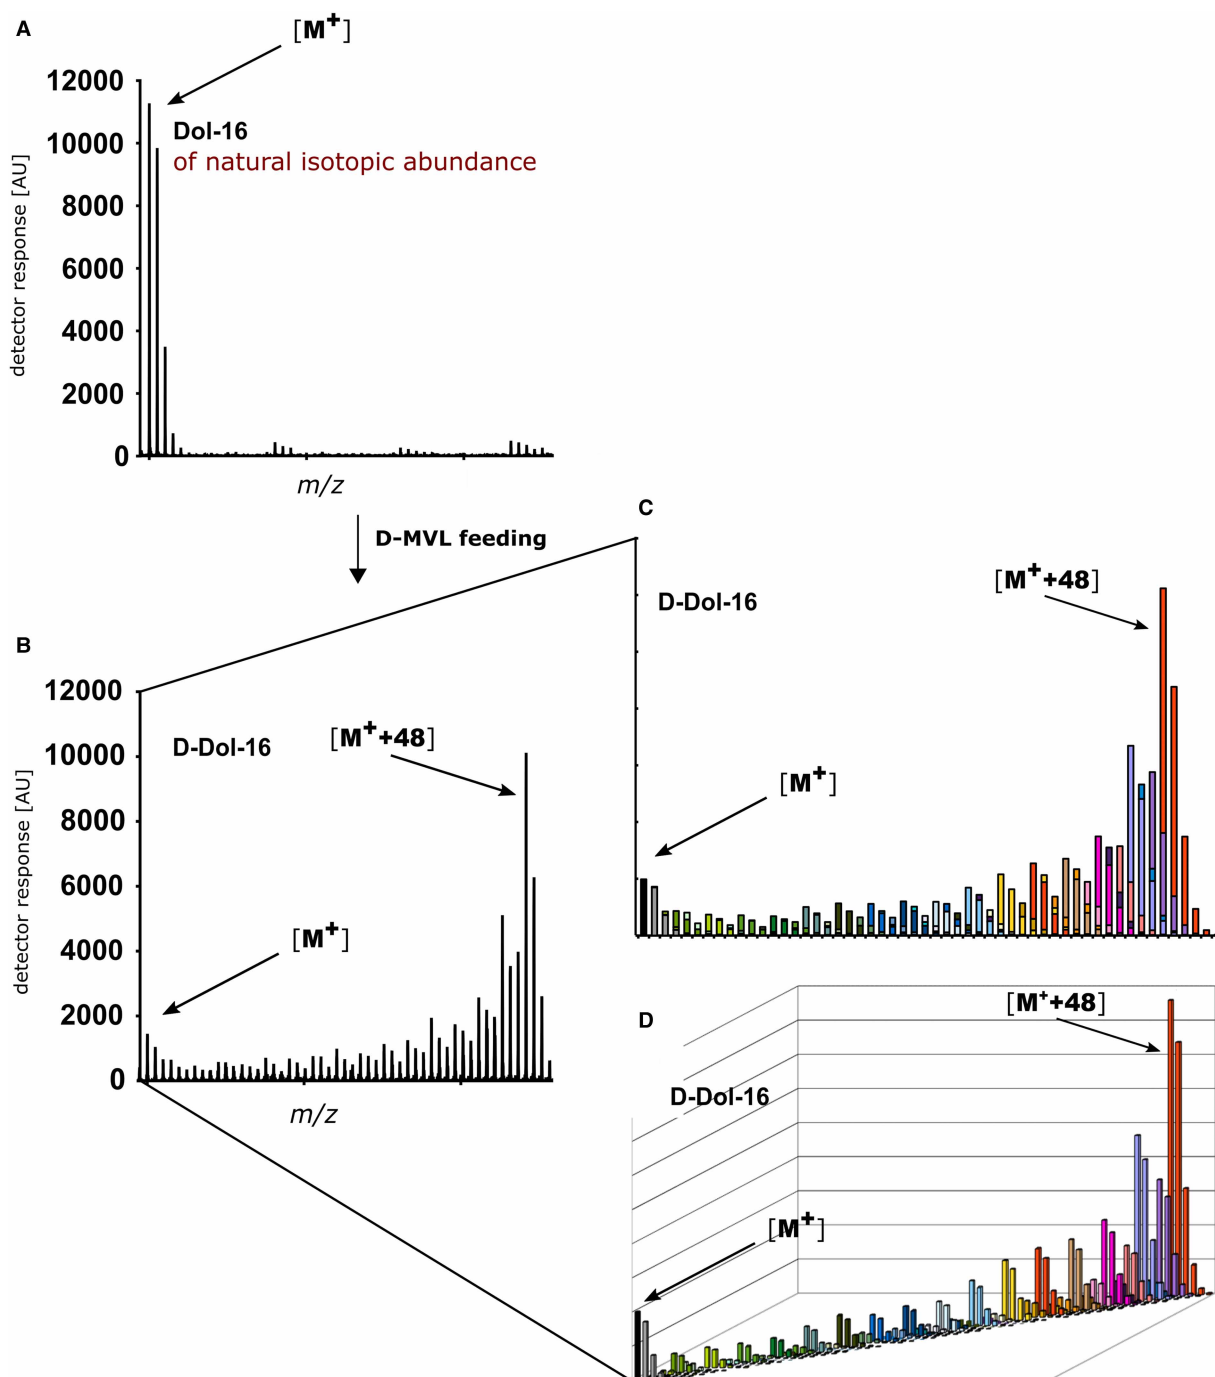 A
[M+]
12000
10000
8000
6000
4000
2000
0
detector response [AU]
Dol-16
of natural isotopic abundance
m/z
D-MVL feeding
B
12000
10000
8000
6000
4000
2000
0
detector response [AU]
D-Dol-16
[M++48]
[M+]
m/z
C
D-Dol-16
[M++48]
[M+]
D
D-Dol-16
[M++48]
[M+]